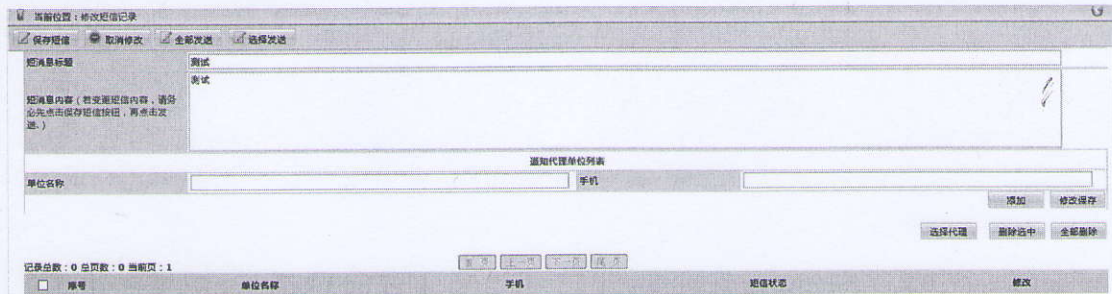 当前位置：修改短信记录
保存短信 取消修改 全部发送 选择发送
短消息标题 测试
短消息内容（若变更短信内容，请务必先点击保存短信按钮，再点击发送。） 测试
通知代理单位列表
单位名称 手机
添加 修改保存
选择代理 删除选中 全部删除
记录总数：0 总页数：0 当前页：1 首 页 上一页 下一页 尾 页
序号 单位名称 手机 短信状态 修改